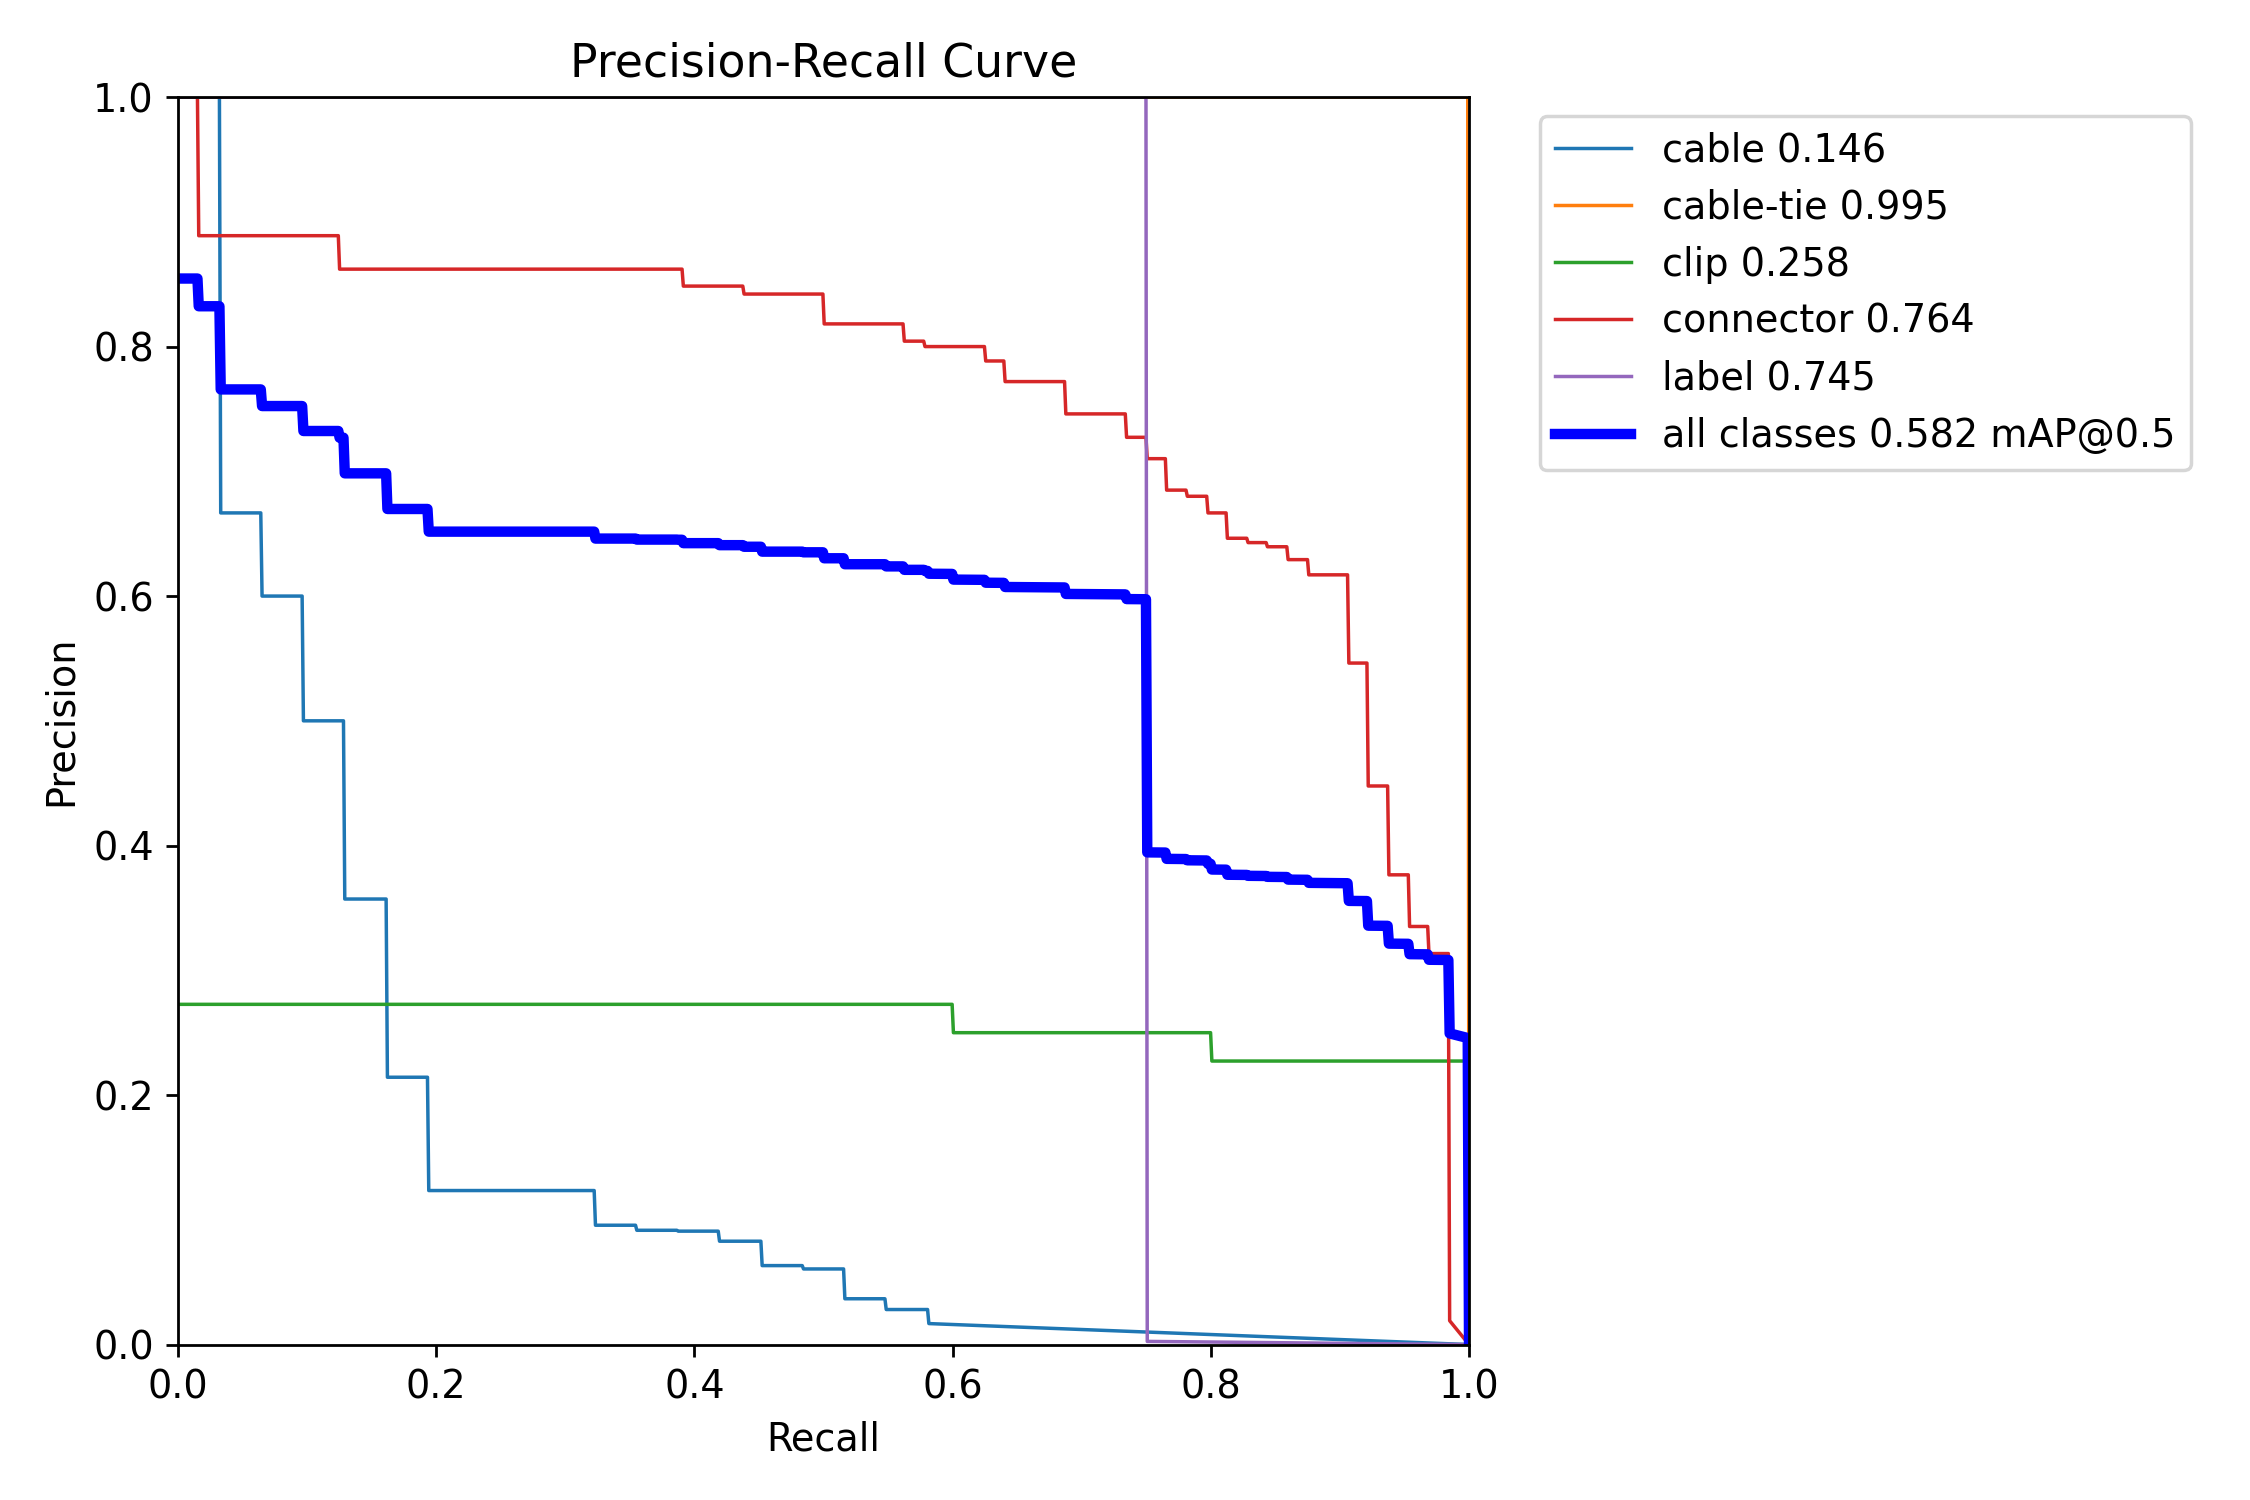 Precision-Recall Curve
1.0
0.8
0.6
0.4
0.2
0.0
Precision
0.0 0.2 0.4 0.6 0.8 1.0
Recall
cable 0.146
cable-tie 0.995
clip 0.258
connector 0.764
label 0.745
all classes 0.582 mAP@0.5